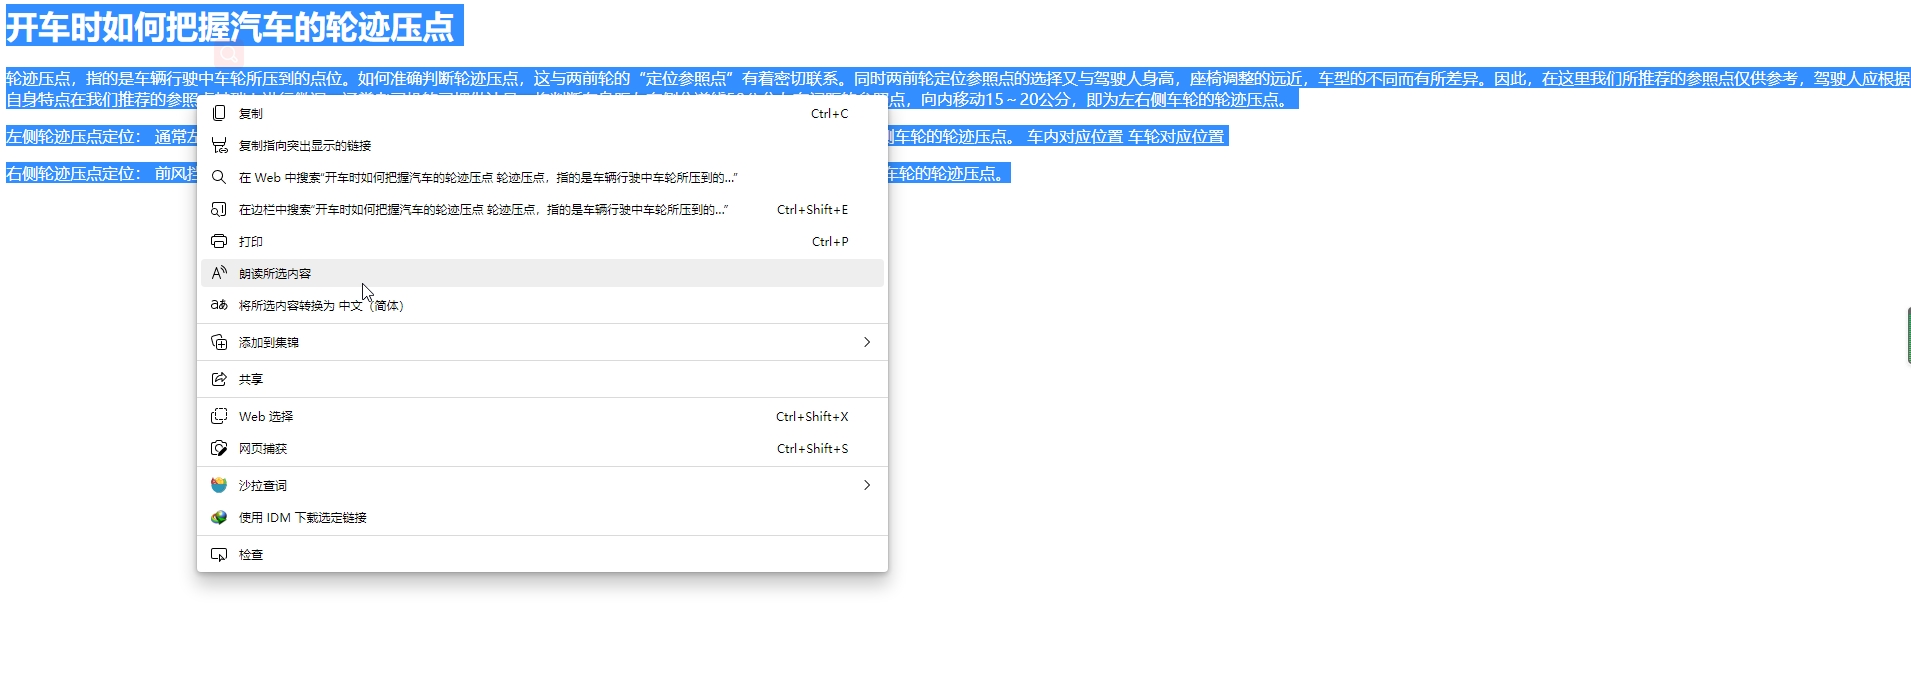 开车时如何把握汽车的轮迹压点
轮迹压点，指的是车辆行驶中车轮所压到的点位。如何准确判断轮迹压点，这与两前轮的“定位参照点”有着密切联系。同时两前轮定位参照点的选择又与驾驶人身高，座椅调整的远近，车型的不同而有所差异。因此，在这里我们所推荐的参照点仅供参考，驾驶人应根据
自身特点在我们推荐的参照 点，向内移动15～20公分，即为左右侧车轮的轮迹压点。
左侧轮迹压点定位： 通常左 侧车轮的轮迹压点。 车内对应位置 车轮对应位置
右侧轮迹压点定位： 前风挡 车轮的轮迹压点。
复制 Ctrl+C
复制指向突出显示的链接
在 Web 中搜索“开车时如何把握汽车的轮迹压点 轮迹压点，指的是车辆行驶中车轮所压到的...”
在边栏中搜索“开车时如何把握汽车的轮迹压点 轮迹压点，指的是车辆行驶中车轮所压到的...” Ctrl+Shift+E
打印 Ctrl+P
朗读所选内容
将所选内容转换为 中文（简体）
添加到集锦
共享
Web 选择 Ctrl+Shift+X
网页捕获 Ctrl+Shift+S
沙拉查词
使用 IDM 下载选定链接
检查